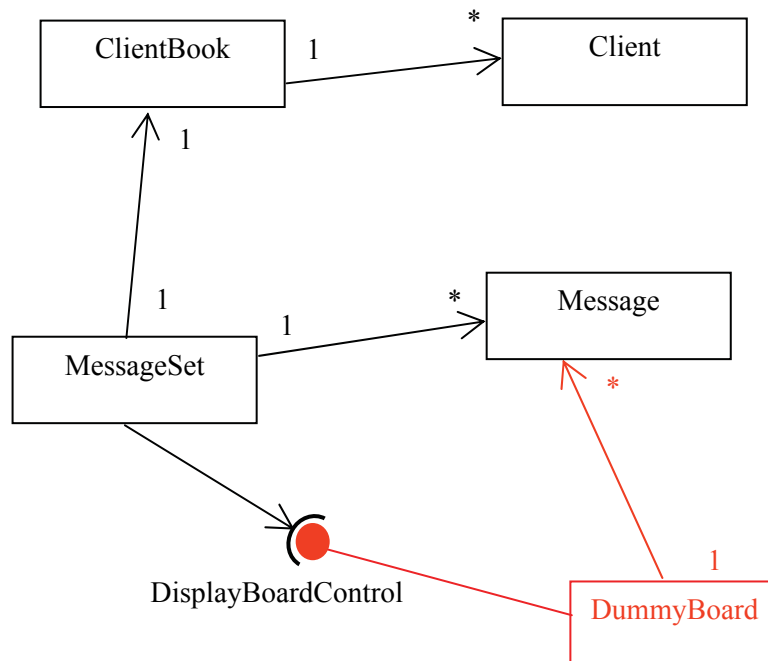 ClientBook
1
*
Client
1
1
MessageSet
1
*
Message
*
DisplayBoardControl
1
DummyBoard